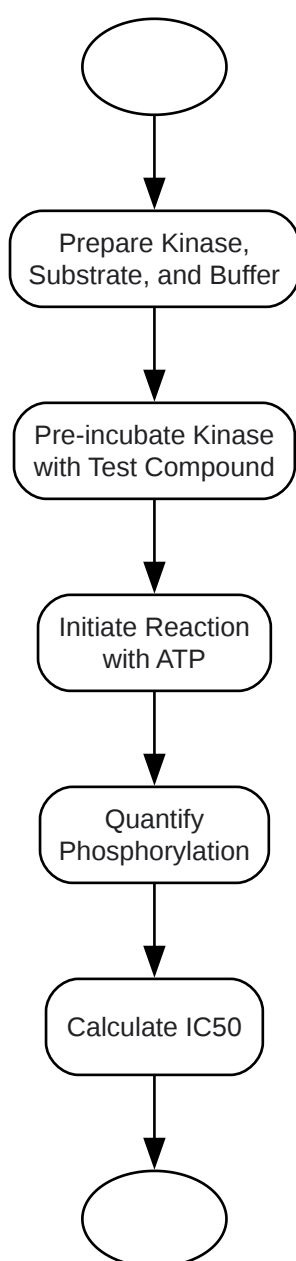 Prepare Kinase,
Substrate, and Buffer
Pre-incubate Kinase
with Test Compound
Initiate Reaction
with ATP
Quantify
Phosphorylation
Calculate IC50